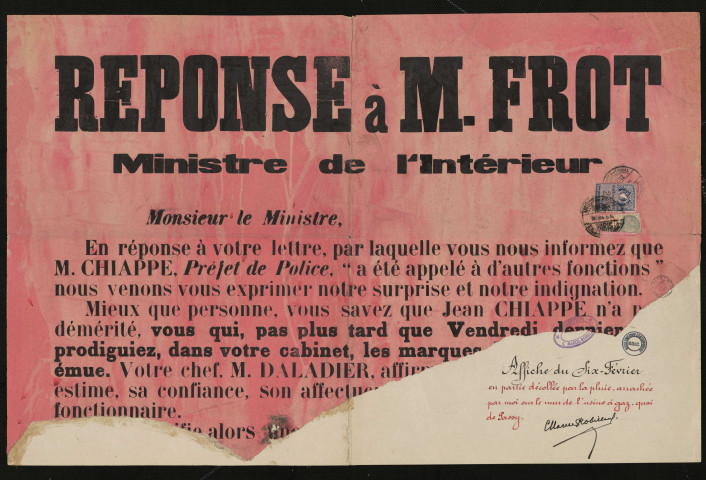 REPONSE à M. FROT
Ministre de l'Intérieur
Monsieur le Ministre,
En réponse à votre lettre, par laquelle vous nous informez que
M. CHIAPPE, Préfet de Police, “ a été appelé à d'autres fonctions ”
nous venons vous exprimer notre surprise et notre indignation.
Mieux que personne, vous savez que Jean CHIAPPE n'a
démérité, vous qui, pas plus tard que Vendredi dernier
prodiguiez, dans votre cabinet, les marques
émue. Votre chef, M. DALADIER,
estime, sa confiance, son
fonctionnaire.
alors
Affiche du Six-Février
en partie décollée par la pluie, arrachée
par moi sur le mur de l'usine à gaz, quai
de Passy.